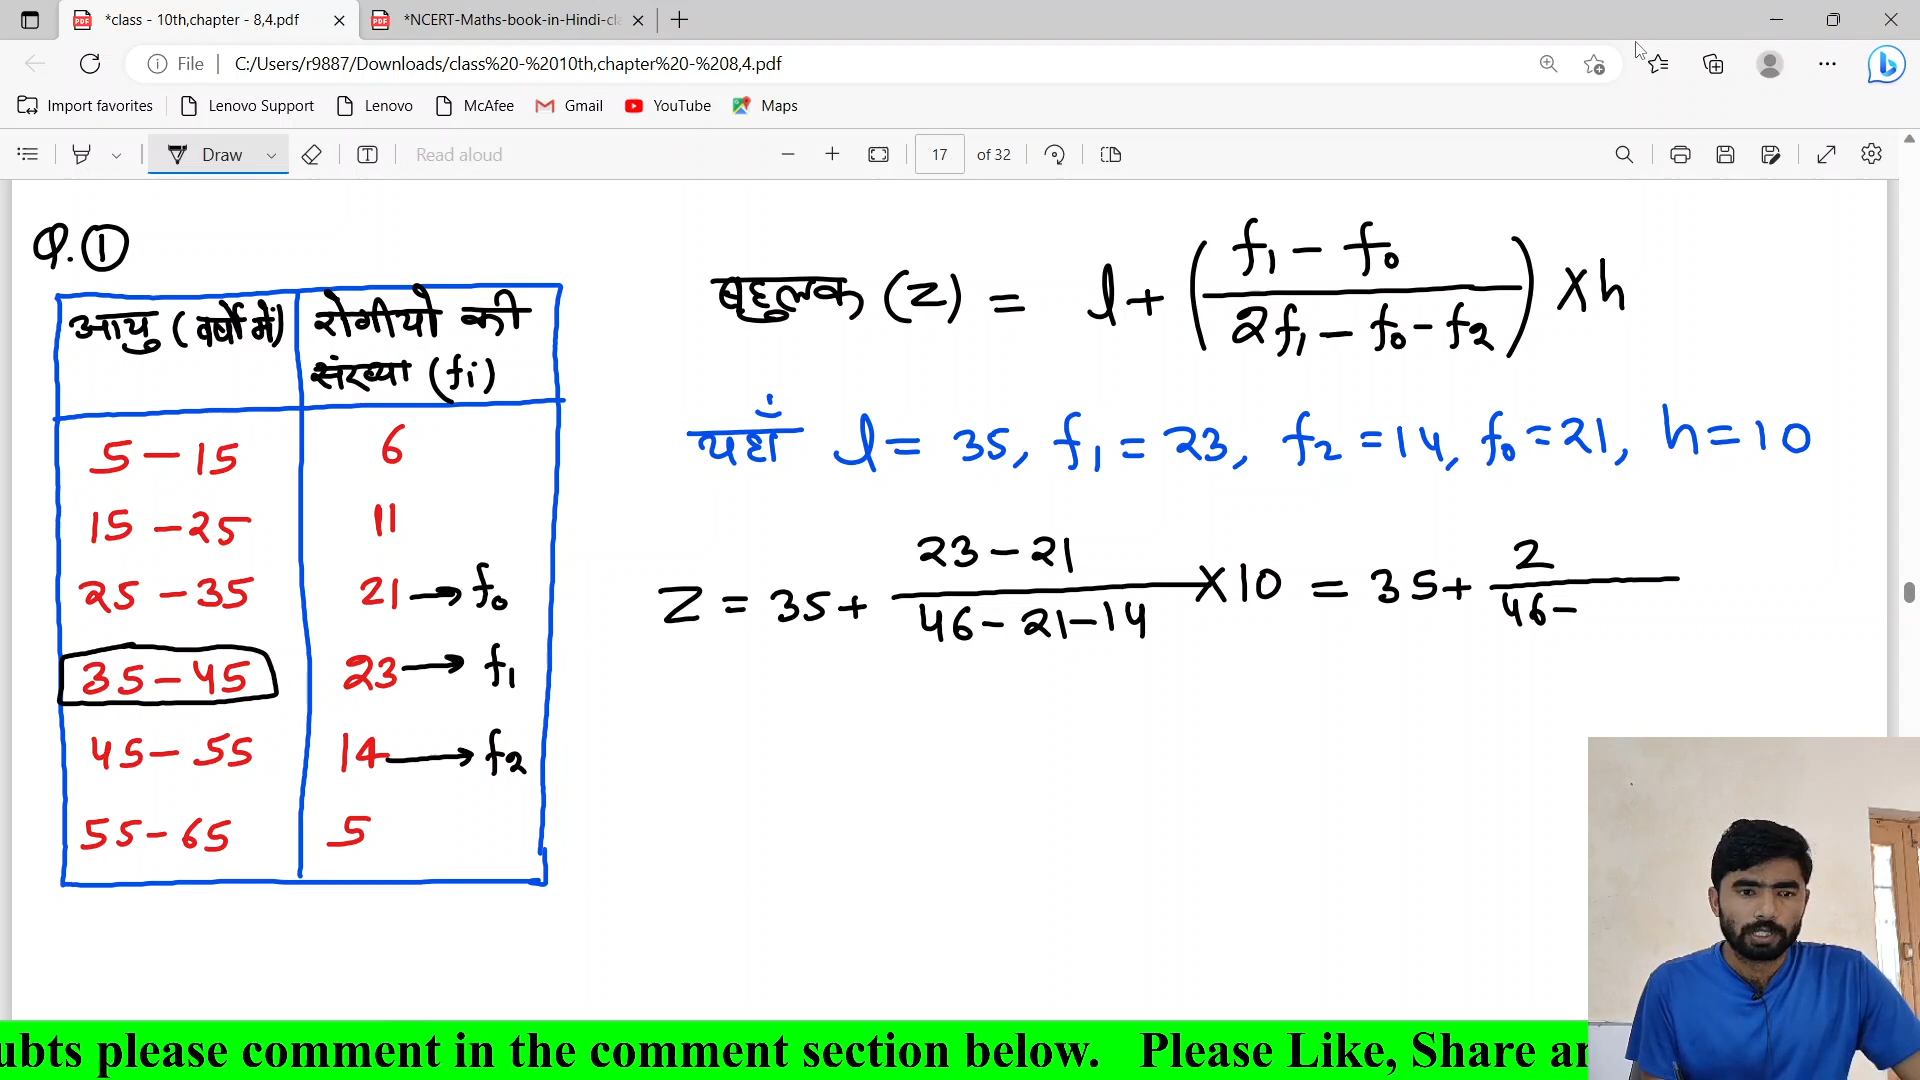 *class - 10th,chapter - 8,4.pdf
*NCERT-Maths-book-in-Hindi-cl
File C:/Users/r9887/Downloads/class%20-%2010th,chapter%20-%208,4.pdf
Import favorites Lenovo Support Lenovo McAfee Gmail YouTube Maps
Draw Read aloud 17 of 32
Q. ①
आयु (वर्षो में) रोगीयो की
संख्या (fi)
5 – 15 6
15 – 25 11
25 – 35 21 → f₀
35 – 45 23 → f₁
45 – 55 14 → f₂
55 – 65 5
बहुलक (Z) = l + (f₁ – f₀ / 2f₁ – f₀ – f₂) × h
यहाँ l = 35, f₁ = 23, f₂ = 14, f₀ = 21, h = 10
Z = 35 + 23 – 21 / 46 – 21 – 14 × 10 = 35 + 2 / 46 –
ubts please comment in the comment section below. Please Like, Share